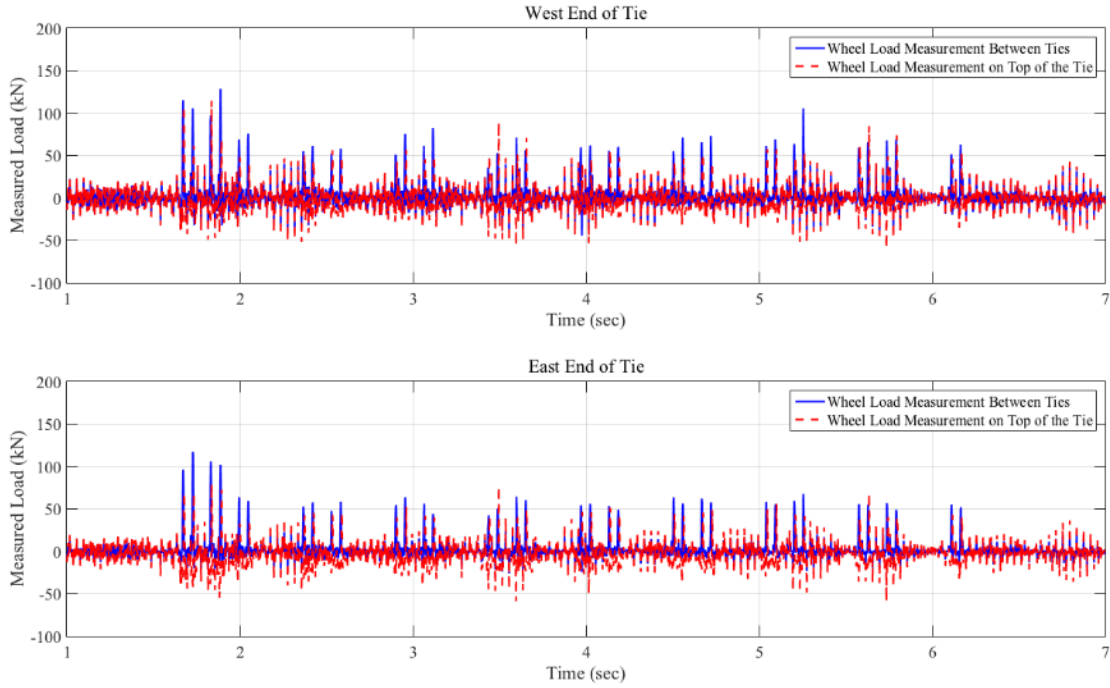 West End of Tie
200
150
100
50
0
-50
-100
Measured Load (kN)
Wheel Load Measurement Between Ties
Wheel Load Measurement on Top of the Tie
1 2 3 4 5 6 7
Time (sec)
East End of Tie
200
150
100
50
0
-50
-100
Measured Load (kN)
Wheel Load Measurement Between Ties
Wheel Load Measurement on Top of the Tie
1 2 3 4 5 6 7
Time (sec)